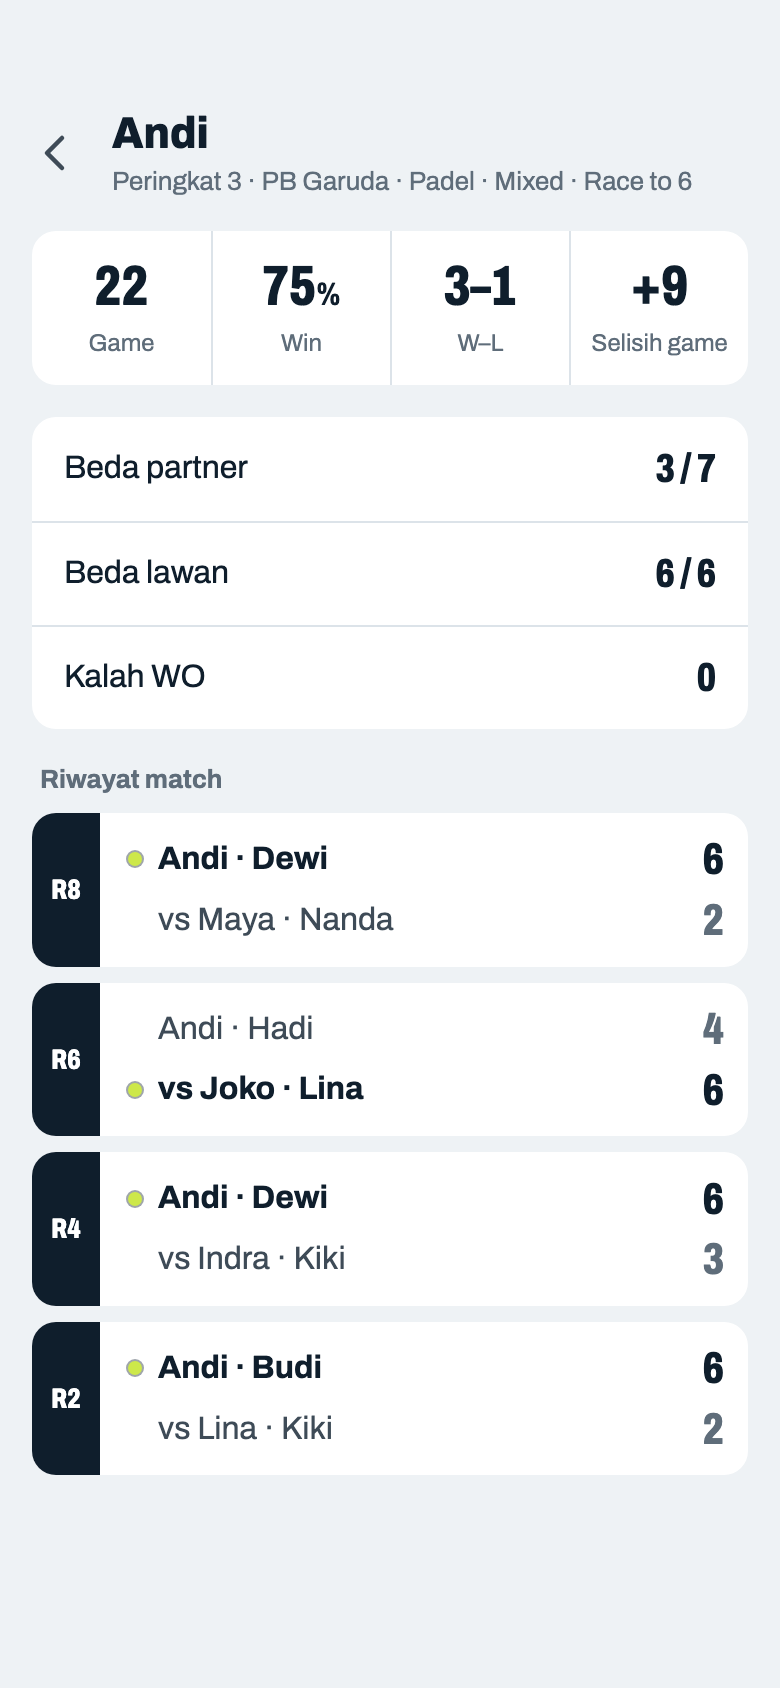 Andi
Peringkat 3 · PB Garuda · Padel · Mixed · Race to 6
22
Game
75%
Win
3–1
W–L
+9
Selisih game
Beda partner 3/7
Beda lawan 6/6
Kalah WO 0
Riwayat match
R8
Andi · Dewi 6
vs Maya · Nanda 2
R6
Andi · Hadi 4
vs Joko · Lina 6
R4
Andi · Dewi 6
vs Indra · Kiki 3
R2
Andi · Budi 6
vs Lina · Kiki 2